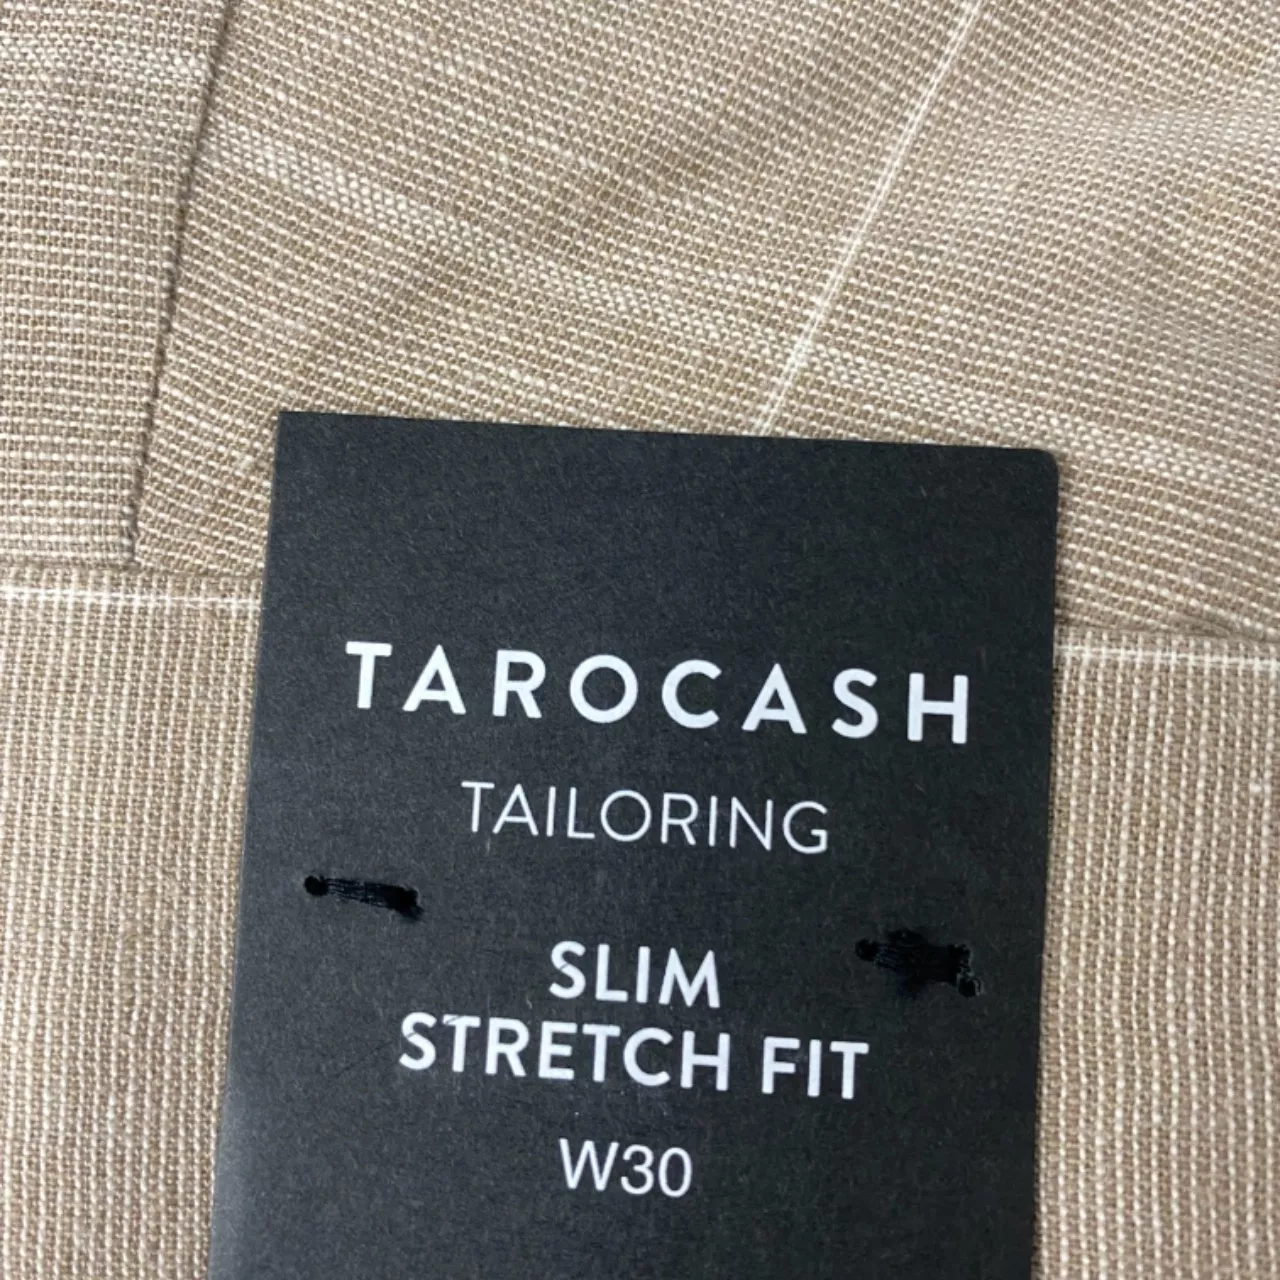 TAROCASH
TAILORING
SLIM
STRETCH FIT
W30